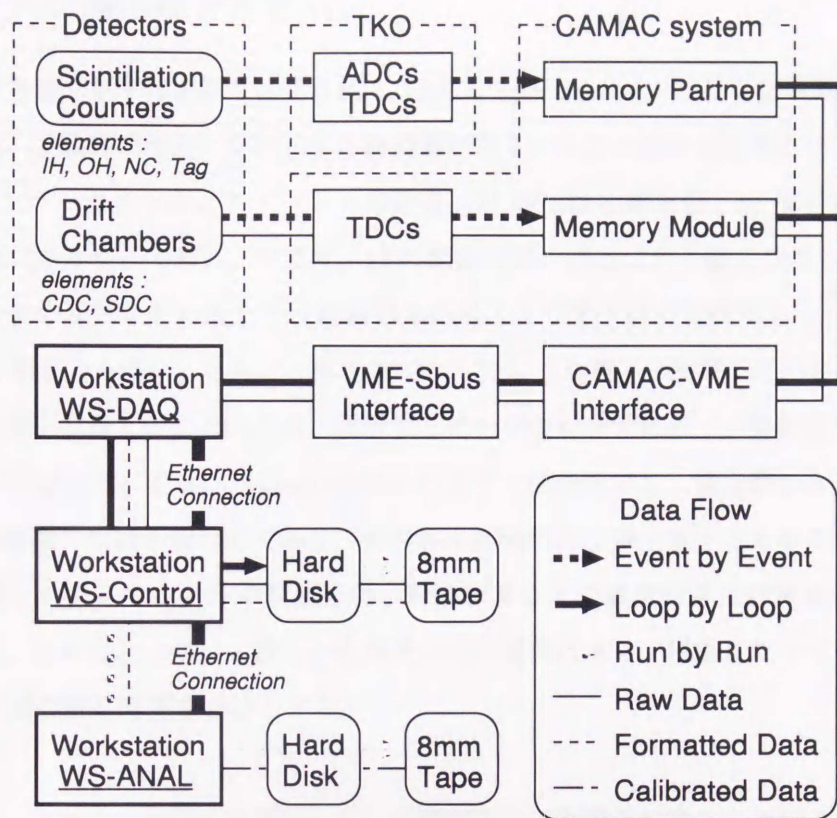 Detectors
TKO
CAMAC system
Scintillation
Counters
ADCs
TDCs
Memory Partner
elements :
IH, OH, NC, Tag
Drift
Chambers
TDCs
Memory Module
elements :
CDC, SDC
Workstation
WS-DAQ
VME-Sbus
Interface
CAMAC-VME
Interface
Ethernet
Connection
Workstation
WS-Control
Hard
Disk
8mm
Tape
Ethernet
Connection
Workstation
WS-ANAL
Hard
Disk
8mm
Tape
Data Flow
Event by Event
Loop by Loop
Run by Run
Raw Data
Formatted Data
Calibrated Data